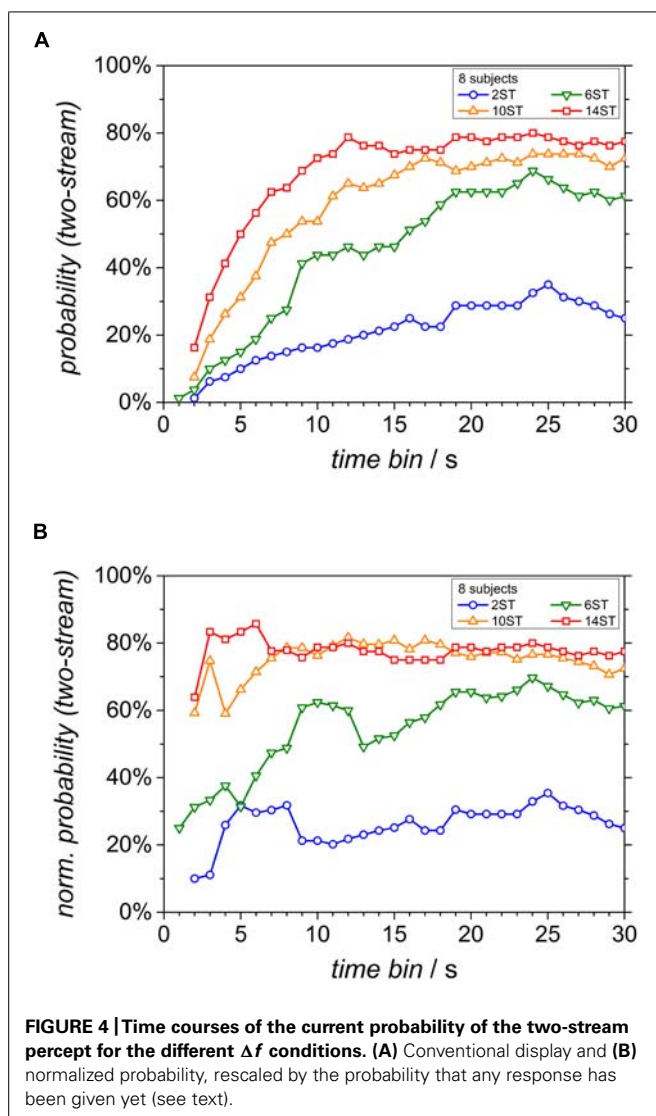 A
100%
80%
60%
40%
20%
0%
probability (two-stream)
8 subjects
2ST 6ST
10ST 14ST
0 5 10 15 20 25 30
time bin / s
B
100%
80%
60%
40%
20%
0%
norm. probability (two-stream)
8 subjects
2ST 6ST
10ST 14ST
0 5 10 15 20 25 30
time bin / s
FIGURE 4 | Time courses of the current probability of the two-stream
percept for the different Δf conditions. (A) Conventional display and (B)
normalized probability, rescaled by the probability that any response has
been given yet (see text).